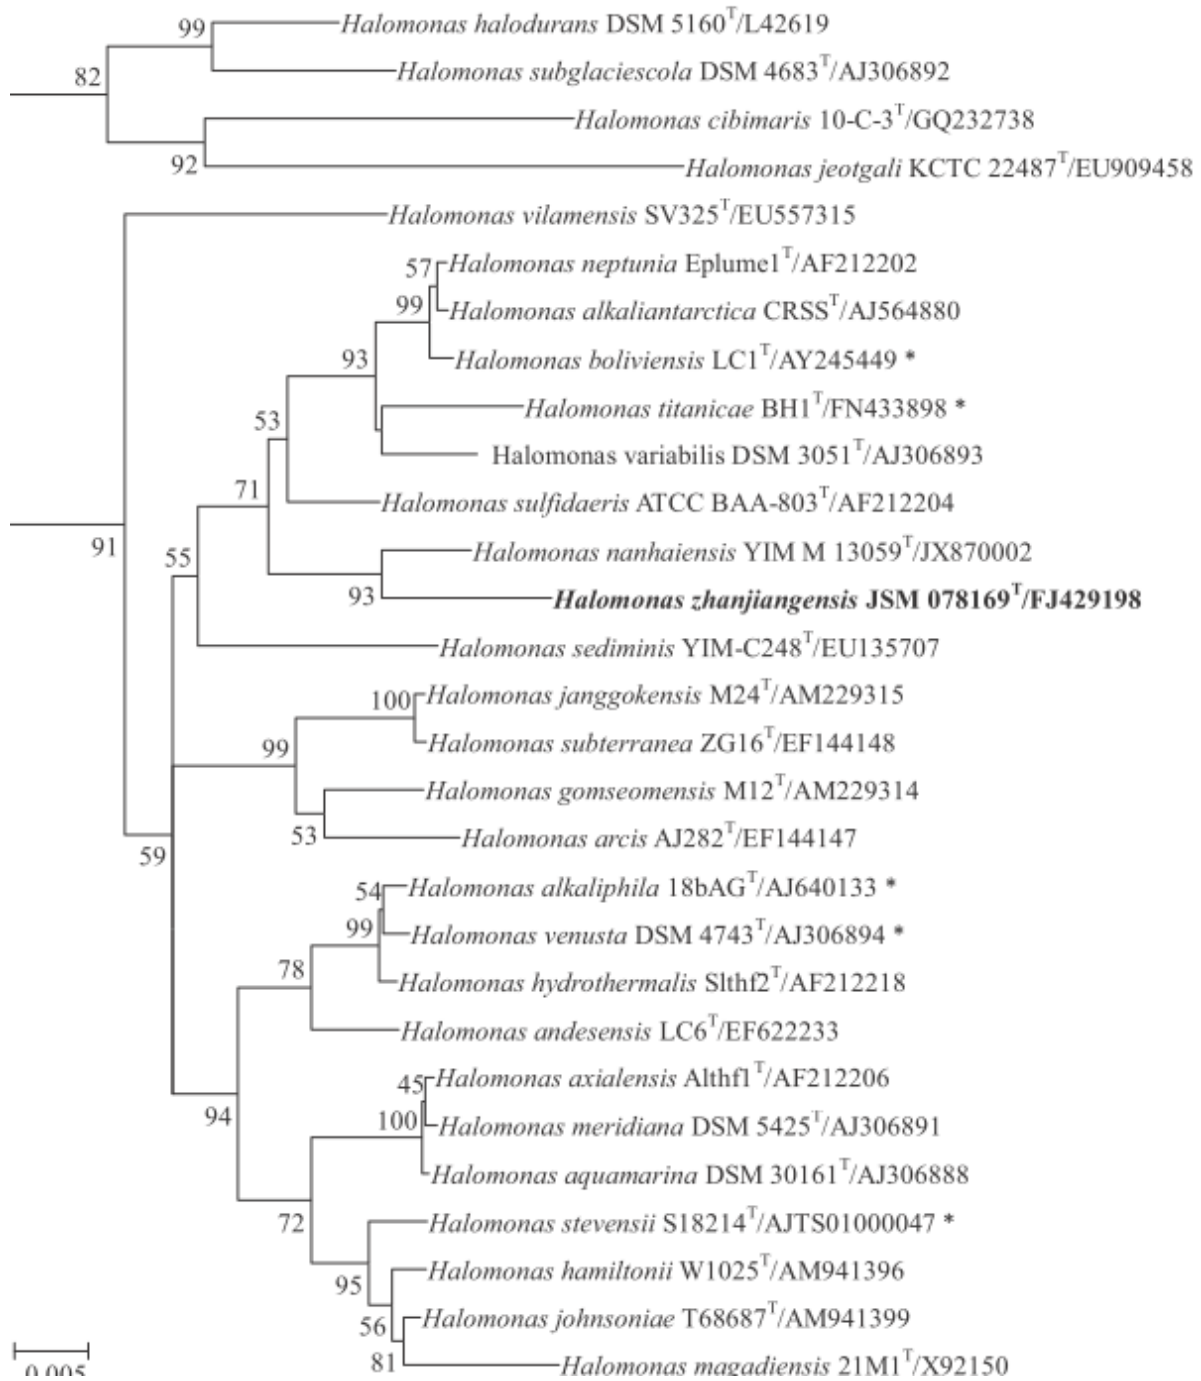 99
Halomonas halodurans DSM 5160T/L42619
82
Halomonas subglaciescola DSM 4683T/AJ306892
Halomonas cibimaris 10-C-3T/GQ232738
92
Halomonas jeotgali KCTC 22487T/EU909458
Halomonas vilamensis SV325T/EU557315
57
Halomonas neptunia Eplume1T/AF212202
99
Halomonas alkaliantarctica CRSST/AJ564880
93
Halomonas boliviensis LC1T/AY245449 *
Halomonas titanicae BH1T/FN433898 *
53
Halomonas variabilis DSM 3051T/AJ306893
71
Halomonas sulfidaeris ATCC BAA-803T/AF212204
91
55
Halomonas nanhaiensis YIM M 13059T/JX870002
93
Halomonas zhanjiangensis JSM 078169T/FJ429198
Halomonas sediminis YIM-C248T/EU135707
100
Halomonas janggokensis M24T/AM229315
99
Halomonas subterranea ZG16T/EF144148
Halomonas gomseomensis M12T/AM229314
53
Halomonas arcis AJ282T/EF144147
59
54
Halomonas alkaliphila 18bAGT/AJ640133 *
99
Halomonas venusta DSM 4743T/AJ306894 *
78
Halomonas hydrothermalis Slthf2T/AF212218
Halomonas andesensis LC6T/EF622233
45
Halomonas axialensis Althf1T/AF212206
94
100
Halomonas meridiana DSM 5425T/AJ306891
Halomonas aquamarina DSM 30161T/AJ306888
72
Halomonas stevensii S18214T/AJTS01000047 *
95
Halomonas hamiltonii W1025T/AM941396
56
Halomonas johnsoniae T68687T/AM941399
81
Halomonas magadiensis 21M1T/X92150
0.005